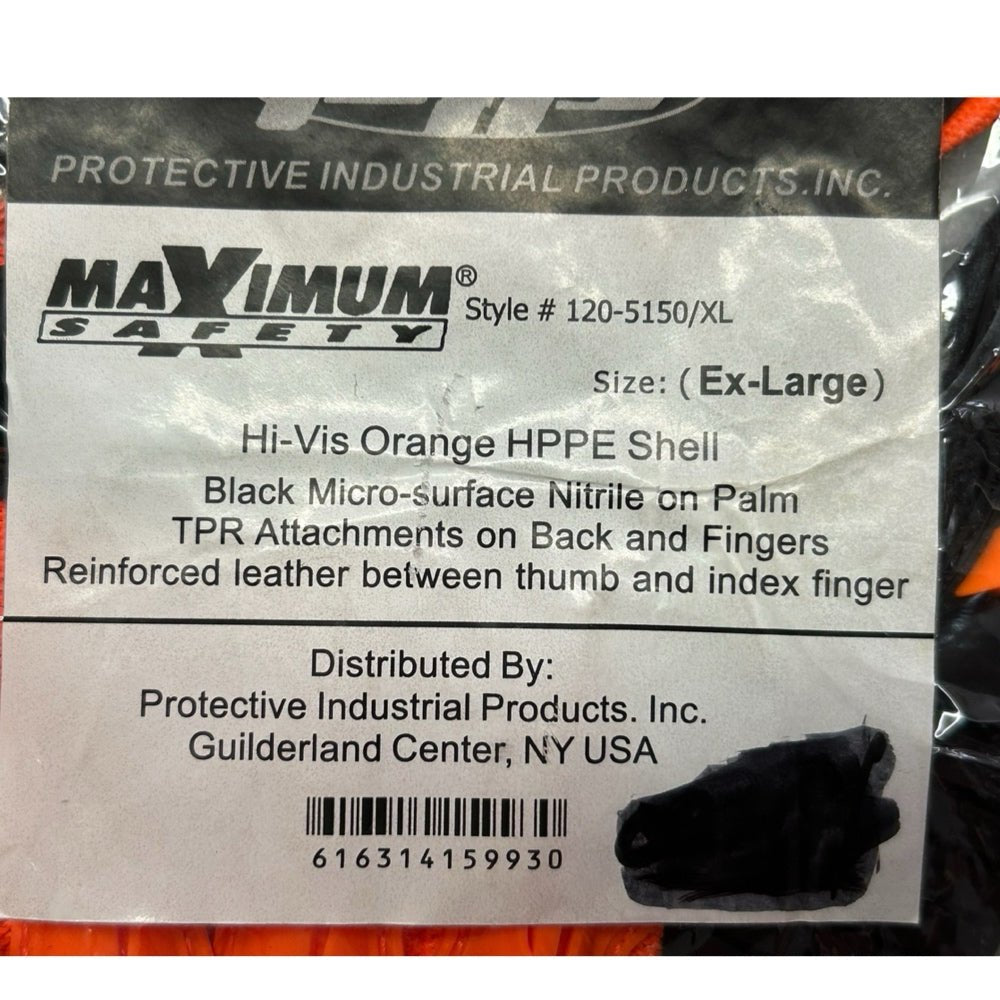 PROTECTIVE INDUSTRIAL PRODUCTS.INC.
MAXIMUM®
SAFETY
Style # 120-5150/XL
Size: (Ex-Large)
Hi-Vis Orange HPPE Shell
Black Micro-surface Nitrile on Palm
TPR Attachments on Back and Fingers
Reinforced leather between thumb and index finger
Distributed By:
Protective Industrial Products. Inc.
Guilderland Center, NY USA
616314159930